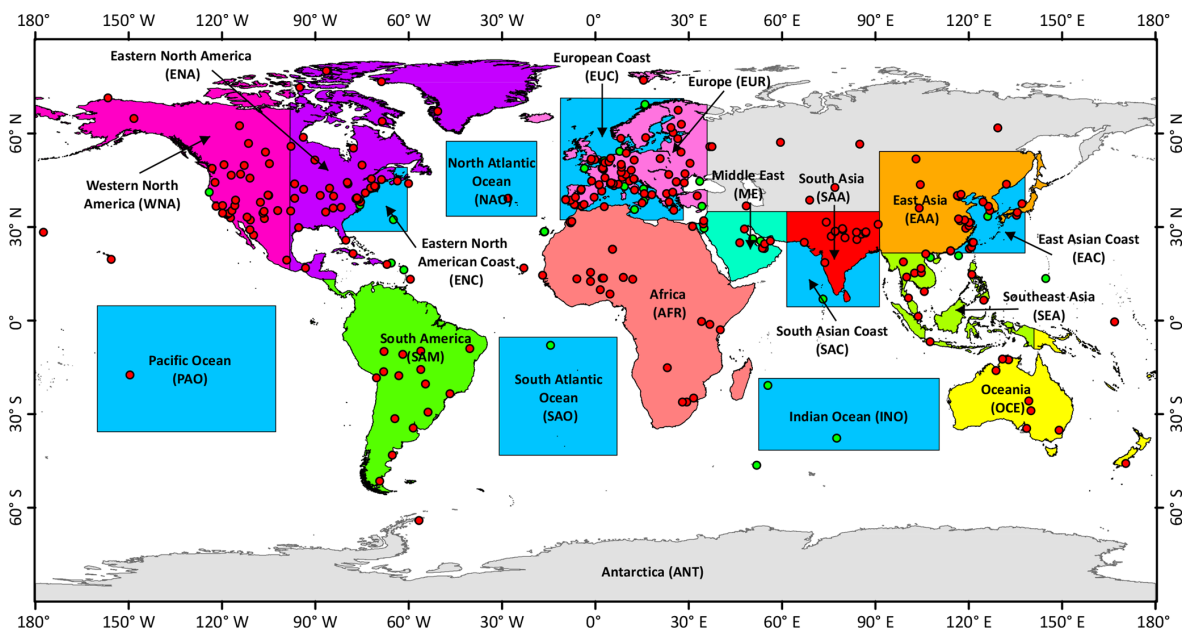 180° 150° W 120° W 90° W 60° W 30° W 0° 30° E 60° E 90° E 120° E 150° E 180°
Eastern North America
(ENA)
European Coast
(EUC)
Europe (EUR)
60° N 60° N
North Atlantic
Ocean
(NAO)
Western North
America (WNA)
Middle East
(ME)
South Asia
(SAA)
East Asia
(EAA)
30° N 30° N
Eastern North
American Coast
(ENC)
East Asian Coast
(EAC)
Africa
(AFR)
Southeast Asia
(SEA)
0° 0°
South Asian Coast
(SAC)
Pacific Ocean
(PAO)
South America
(SAM)
South Atlantic
Ocean
(SAO)
Indian Ocean (INO)
Oceania
(OCE)
30° S 30° S
60° S 60° S
Antarctica (ANT)
180° 150° W 120° W 90° W 60° W 30° W 0° 30° E 60° E 90° E 120° E 150° E 180°